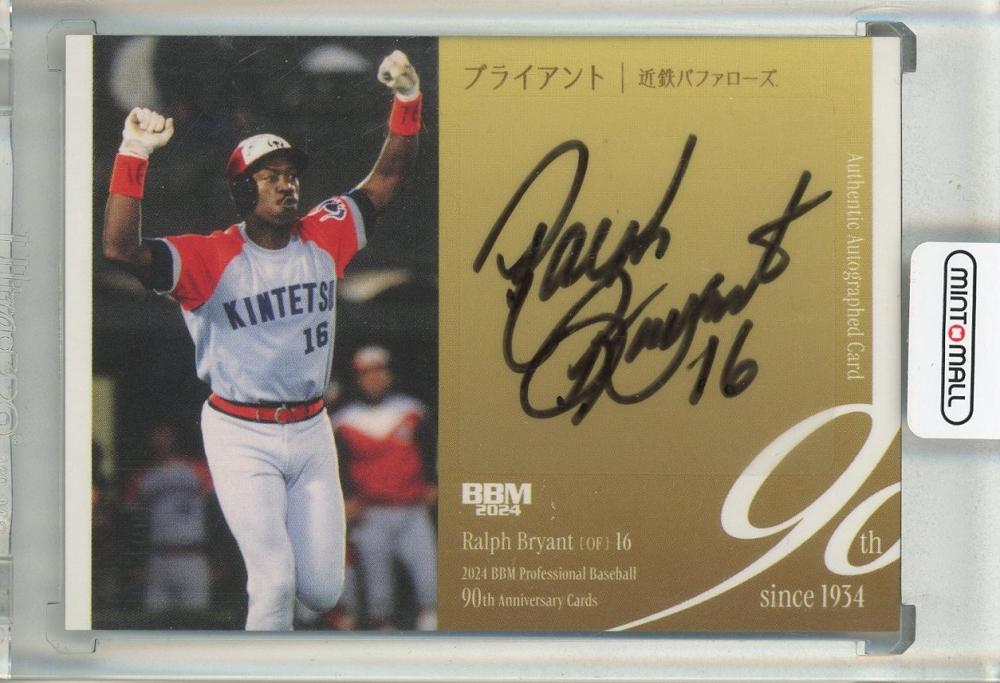 ブライアント | 近鉄バファローズ
Authentic Autographed Card
KINTETSU
16
Ralph Bryant 16
BBM
2024
Ralph Bryant [OF] 16
2024 BBM Professional Baseball
90th Anniversary Cards
90th
since 1934
MINT MALL